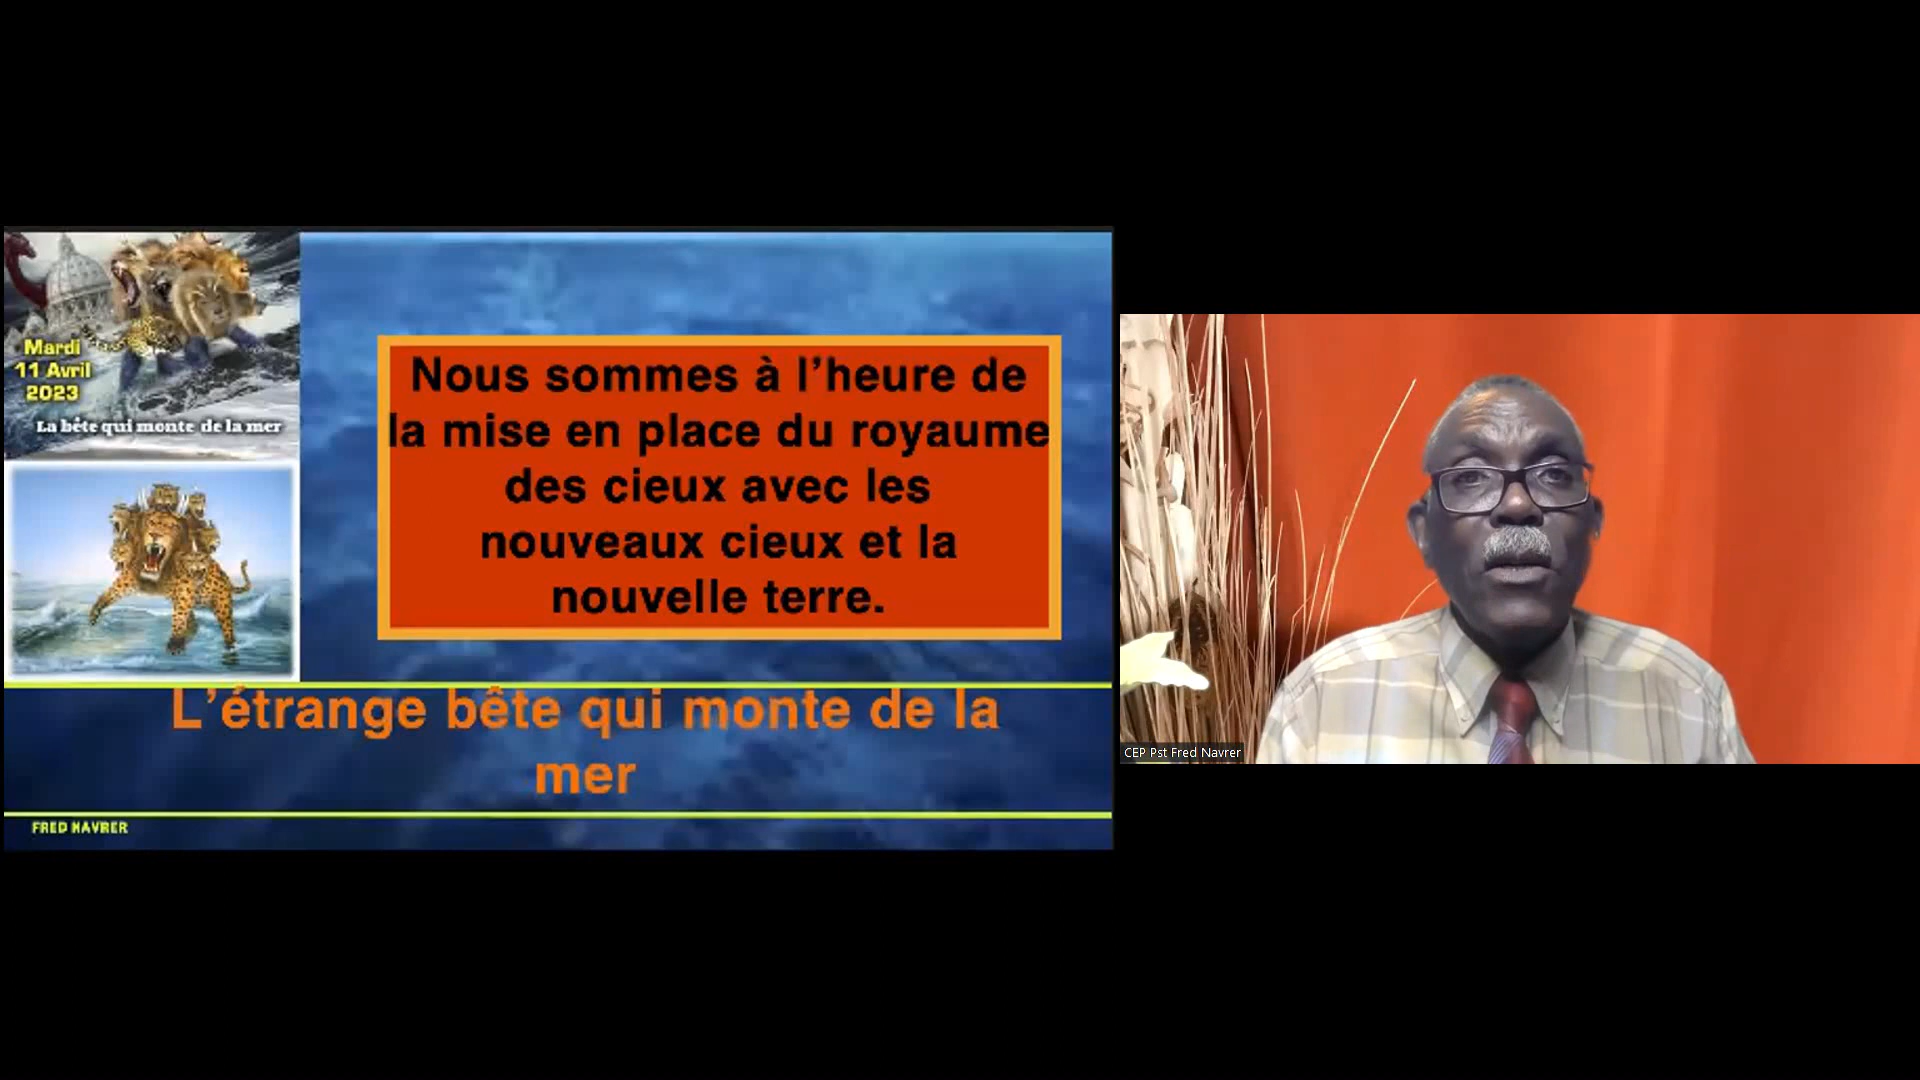 Mardi
11 Avril
2023
La bête qui monte de la mer
Nous sommes à l’heure de
la mise en place du royaume
des cieux avec les
nouveaux cieux et la
nouvelle terre.
L’étrange bête qui monte de la
mer
FRED NAVRER
CEP Pst Fred Navrer